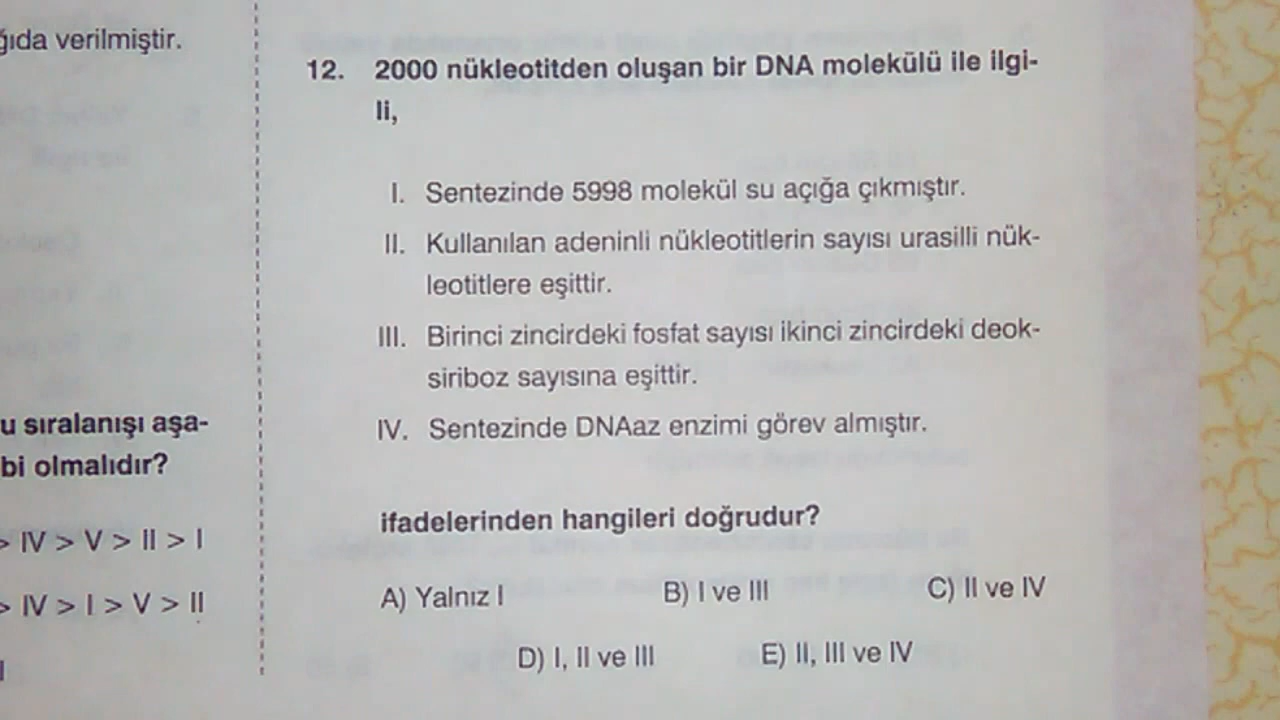 ğıda verilmiştir.
u sıralanışı aşa-
bi olmalıdır?
> IV > V > II > I
> IV > I > V > II
I
12. 2000 nükleotitden oluşan bir DNA molekülü ile ilgi-
li,
I. Sentezinde 5998 molekül su açığa çıkmıştır.
II. Kullanılan adeninli nükleotitlerin sayısı urasilli nük-
leotitlere eşittir.
III. Birinci zincirdeki fosfat sayısı ikinci zincirdeki deok-
siriboz sayısına eşittir.
IV. Sentezinde DNAaz enzimi görev almıştır.
ifadelerinden hangileri doğrudur?
A) Yalnız I B) I ve III C) II ve IV
D) I, II ve III E) II, III ve IV